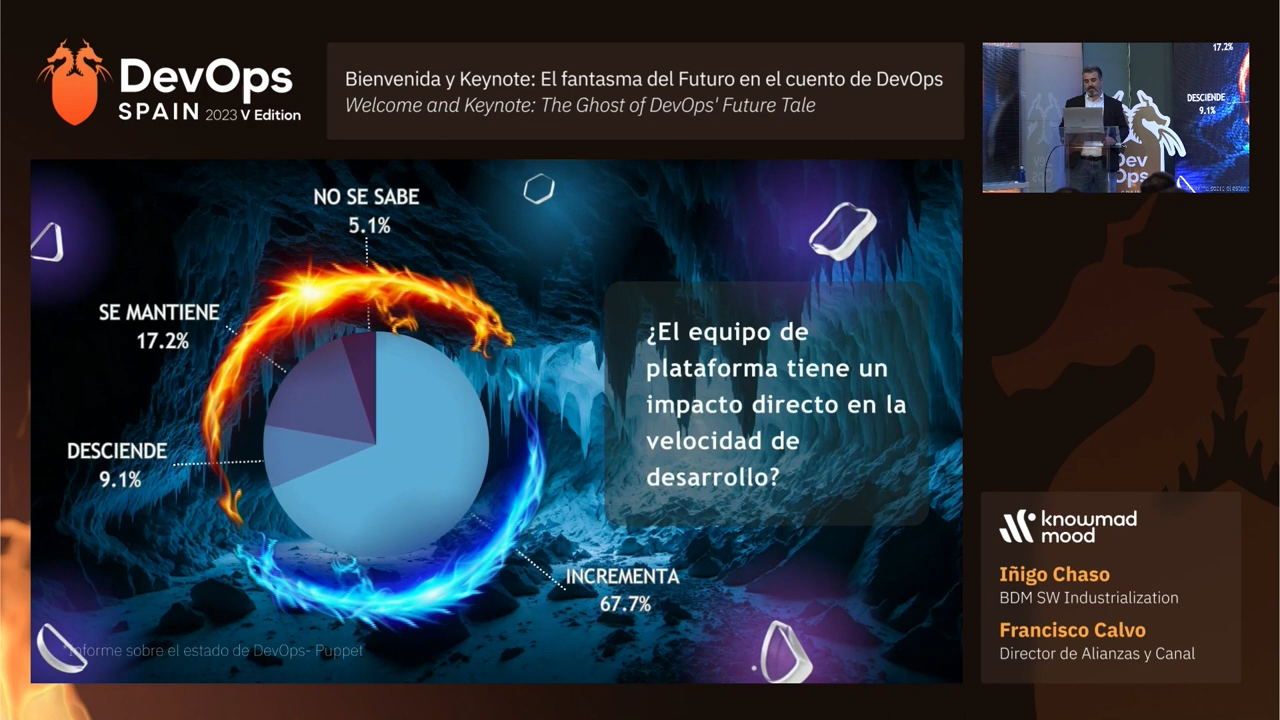 DevOps
SPAIN 2023 V Edition
Bienvenida y Keynote: El fantasma del Futuro en el cuento de DevOps
Welcome and Keynote: The Ghost of DevOps' Future Tale
17.2%
DESCIENDE
9.1%
Dev
Ops
NO SE SABE
5.1%
SE MANTIENE
17.2%
DESCIENDE
9.1%
INCREMENTA
67.7%
¿El equipo de
plataforma tiene un
impacto directo en la
velocidad de
desarrollo?
*Informe sobre el estado de DevOps- Puppet
knowmad
mood
Iñigo Chaso
BDM SW Industrialization
Francisco Calvo
Director de Alianzas y Canal